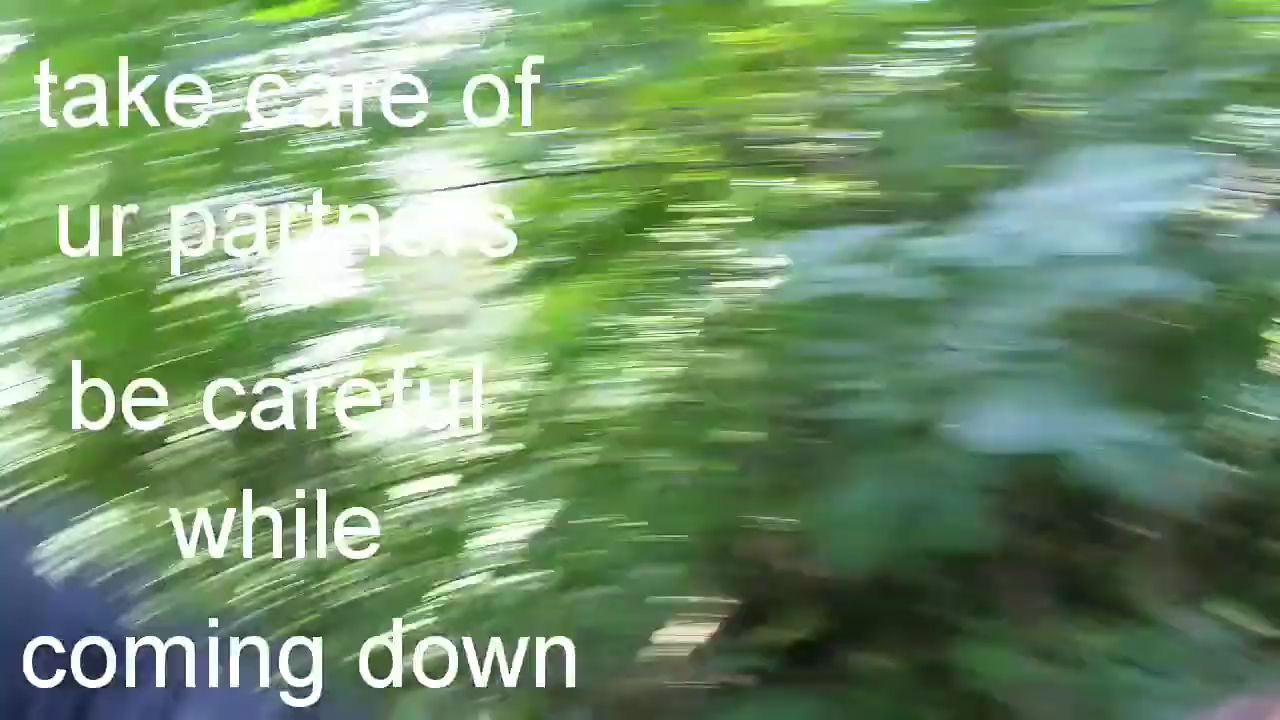 take care of
ur partners
be careful
while
coming down